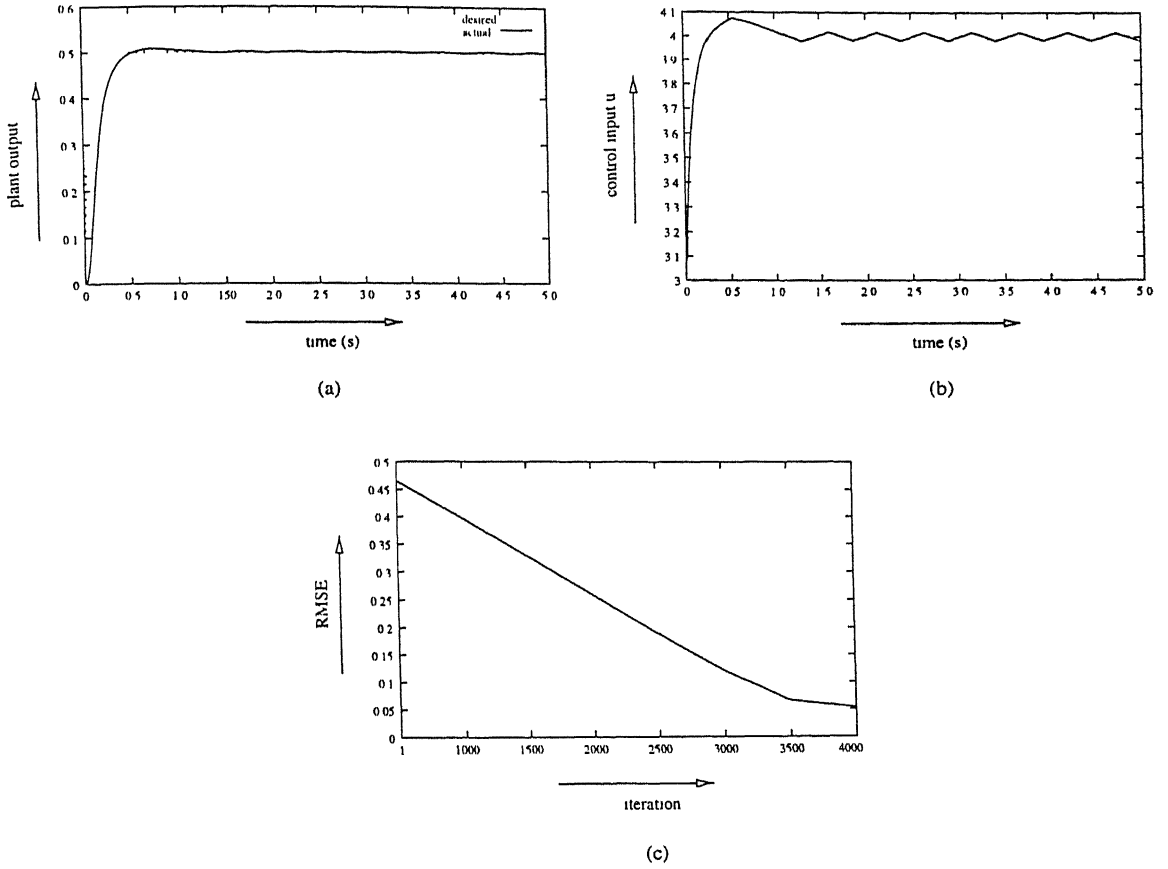 0.6
0.5
0.4
0.3
0.2
0.1
0
desired
actual
0 0.5 1.0 1.50 2.0 2.5 3.0 3.5 4.0 4.5 5.0
plant output
time (s)
(a)
4.1
4
3.9
3.8
3.7
3.6
3.5
3.4
3.3
3.2
3.1
3
0 0.5 1.0 1.5 2.0 2.5 3.0 3.5 4.0 4.5 5.0
control input u
time (s)
(b)
0.5
0.45
0.4
0.35
0.3
0.25
0.2
0.15
0.1
0.05
0
1 1000 1500 2000 2500 3000 3500 4000
RMSE
iteration
(c)